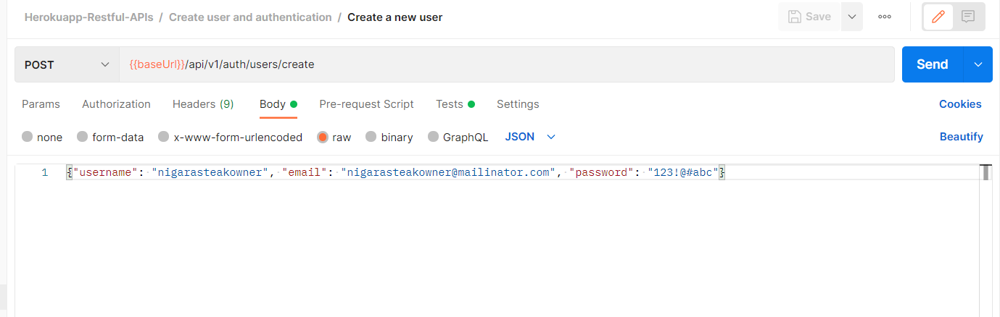 Herokuapp-Restful-APIs / Create user and authentication / Create a new user
Save
POST
{{baseUrl}}/api/v1/auth/users/create
Send
Params Authorization Headers (9) Body Pre-request Script Tests Settings Cookies
none form-data x-www-form-urlencoded raw binary GraphQL JSON Beautify
1 {"username": "nigarasteakowner", "email": "nigarasteakowner@mailinator.com", "password": "123!@#abc"}